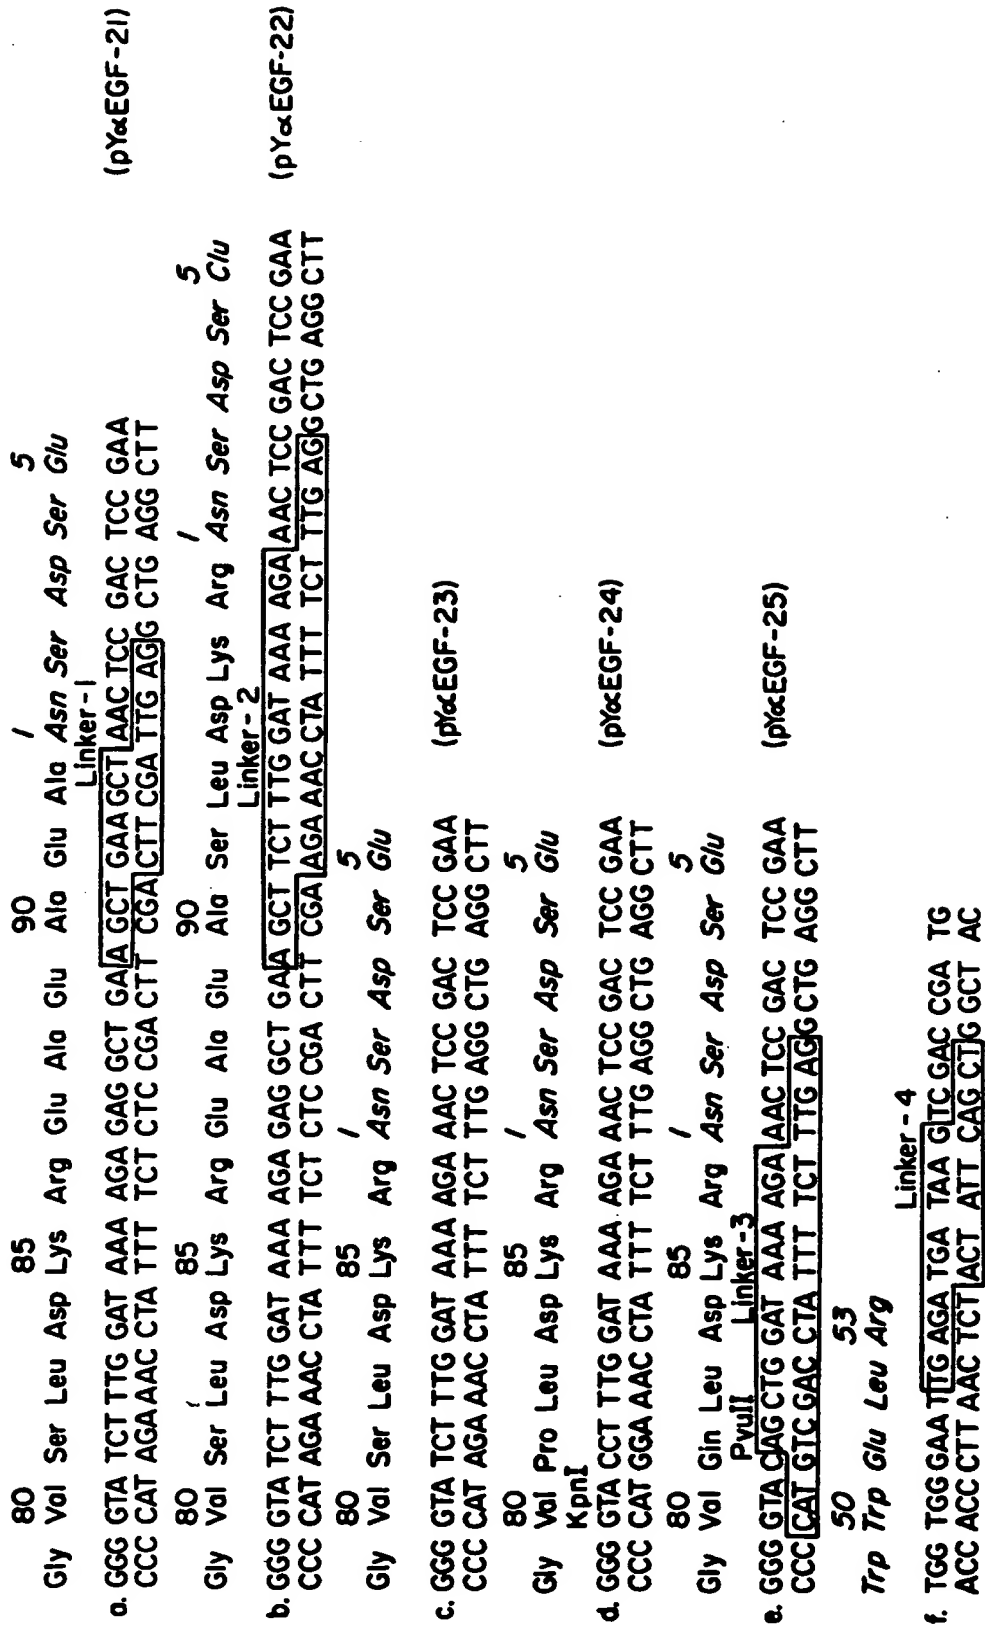 80 85 90 1 5
Gly Val Ser Leu Asp Lys Arg Glu Ala Glu Ala Glu Ala Asn Ser Asp Ser Glu
Linker-1
a. GGG GTA TCT TTG GAT AAA AGA GAG GCT GAA GCT GAA GCT AAC TCC GAC TCC GAA (pYαEGF-21)
CCC CAT AGA AAC CTA TTT TCT CTC CGA CTT CGA CTT CGA TTG AGG CTG AGG CTT
80 85 90 1 5
Gly Val Ser Leu Asp Lys Arg Glu Ala Glu Ala Ser Leu Asp Lys Arg Asn Ser Asp Ser Clu
Linker-2
b. GGG GTA TCT TTG GAT AAA AGA GAG GCT GAA GCT TCT TTG GAT AAA AGA AAC TCC GAC TCC GAA (pYαEGF-22)
CCC CAT AGA AAC CTA TTT TCT CTC CGA CTT CGA AGA AAC CTA TTT TCT TTG AGG CTG AGG CTT
80 85 1 5
Gly Val Ser Leu Asp Lys Arg Asn Ser Asp Ser Glu
c. GGG GTA TCT TTG GAT AAA AGA AAC TCC GAC TCC GAA (pYαEGF-23)
CCC CAT AGA AAC CTA TTT TCT TTG AGG CTG AGG CTT
80 85 1 5
Gly Val Pro Leu Asp Lys Arg Asn Ser Asp Ser Glu
KpnI
d. GGG GTA CCT TTG GAT AAA AGA AAC TCC GAC TCC GAA (pYαEGF-24)
CCC CAT GGA AAC CTA TTT TCT TTG AGG CTG AGG CTT
80 85 1 5
Gly Val Gln Leu Asp Lys Arg Asn Ser Asp Ser Glu
PvuII Linker-3
e. GGG GTA CAG CTG GAT AAA AGA AAC TCC GAC TCC GAA (pYαEGF-25)
CCC CAT GTC GAC CTA TTT TCT TTG AGG CTG AGG CTT
50 53
Trp Trp Glu Leu Arg
Linker-4
f. TGG TGG GAA TTG AGA TGA TAA GTC GAC CGA TG
ACC ACC CTT AAC TCT ACT ATT CAG CTG GCT AC